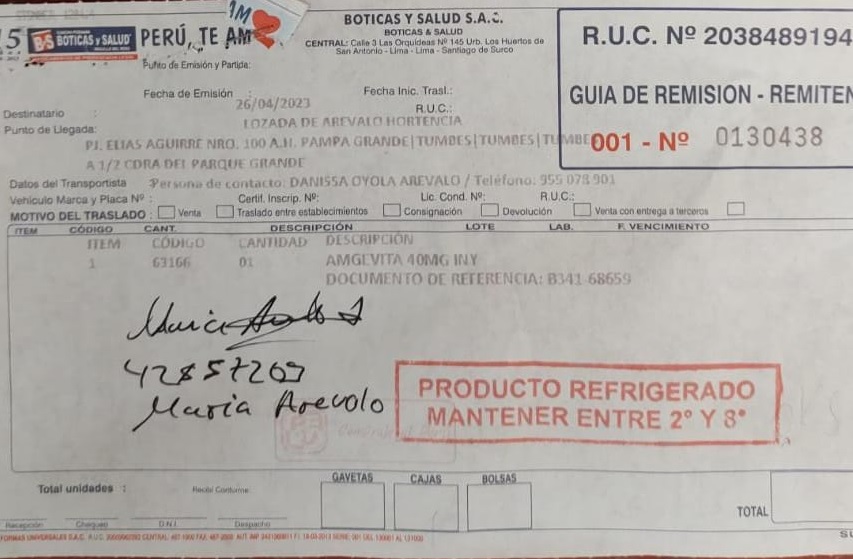 BOTICAS Y SALUD S.A.C.
BOTICAS & SALUD
CENTRAL: Calle 3 Las Orquideas Nº 145 Urb. Los Huertos de
San Antonio - Lima - Lima - Santiago de Surco
15 B&S BOTICAS Y SALUD PERÚ, TE AM
1M
R.U.C. Nº 2038489194
GUIA DE REMISION - REMITEN
001 - Nº 0130438
Punto de Emisión y Partida:
Fecha de Emisión : 26/04/2023 Fecha Inic. Trasl.:
Destinatario : LOZADA DE AREVALO HORTENCIA R.U.C.:
Punto de Llegada: PJ. ELIAS AGUIRRE NRO. 100 A.H. PAMPA GRANDE|TUMBES|TUMBES|TUMBE
A 1/2 CDRA DEL PARQUE GRANDE
Datos del Transportista Persona de contacto: DANISSA OYOLA AREVALO / Teléfono: 955 078 901
Vehículo Marca y Placa Nº : Certif. Inscrip. Nº: Lic. Cond. Nº: R.U.C.:
MOTIVO DEL TRASLADO : Venta Traslado entre establecimientos Consignación Devolución Venta con entrega a terceros
ITEM CÓDIGO CANT. DESCRIPCIÓN LOTE LAB. F. VENCIMIENTO
ITEM CÓDIGO CANTIDAD DESCRIPCIÓN
1 63166 01 AMGEVITA 40MG INY
DOCUMENTO DE REFERENCIA: B341-68659
42857269
Maria Arevalo
PRODUCTO REFRIGERADO
MANTENER ENTRE 2° Y 8°
Total unidades : Recibí Conforme
GAVETAS CAJAS BOLSAS
TOTAL
Recepción Chequeo D.N.I. Despacho
SU